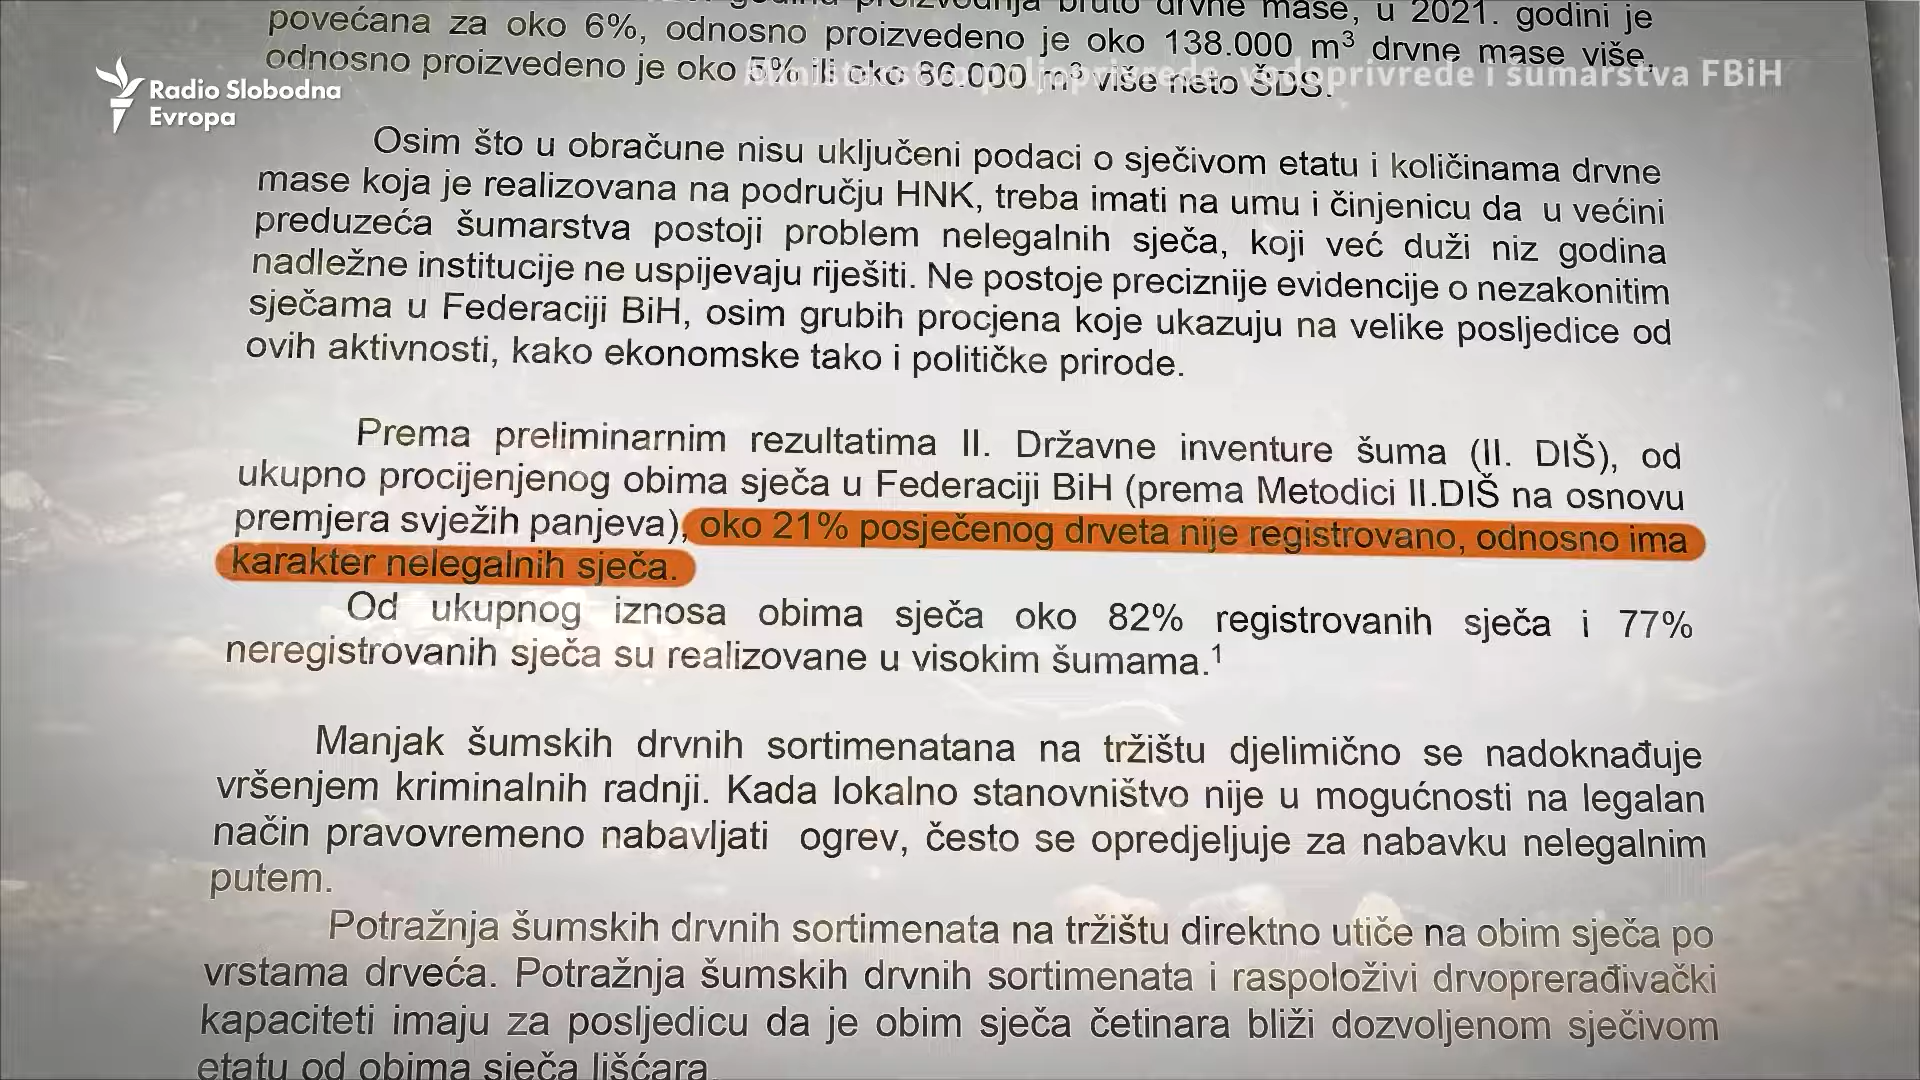 povećana za oko 6%, odnosno proizvedeno je oko 138.000 m³ drvne mase više,
odnosno proizvedeno je oko 5% ili oko 86.000 m³ više neto ŠDS.
Radio Slobodna
Evropa
vodoprivrede i šumarstva FBiH
Osim što u obračune nisu uključeni podaci o sječivom etatu i količinama drvne
mase koja je realizovana na području HNK, treba imati na umu i činjenicu da u većini
preduzeća šumarstva postoji problem nelegalnih sječa, koji već duži niz godina
nadležne institucije ne uspijevaju riješiti. Ne postoje preciznije evidencije o nezakonitim
sječama u Federaciji BiH, osim grubih procjena koje ukazuju na velike posljedice od
ovih aktivnosti, kako ekonomske tako i političke prirode.
Prema preliminarnim rezultatima II. Državne inventure šuma (II. DIŠ), od
ukupno procijenjenog obima sječa u Federaciji BiH (prema Metodici II.DIŠ na osnovu
premjera svježih panjeva), oko 21% posječenog drveta nije registrovano, odnosno ima
karakter nelegalnih sječa.
Od ukupnog iznosa obima sječa oko 82% registrovanih sječa i 77%
neregistrovanih sječa su realizovane u visokim šumama.¹
Manjak šumskih drvnih sortimenatana na tržištu djelimično se nadoknađuje
vršenjem kriminalnih radnji. Kada lokalno stanovništvo nije u mogućnosti na legalan
način pravovremeno nabavljati ogrev, često se opredjeljuje za nabavku nelegalnim
putem.
Potražnja šumskih drvnih sortimenata na tržištu direktno utiče na obim sječa po
vrstama drveća. Potražnja šumskih drvnih sortimenata i raspoloživi drvoprerađivački
kapaciteti imaju za posljedicu da je obim sječa četinara bliži dozvoljenom sječivom
etatu od obima sječa lišćara.